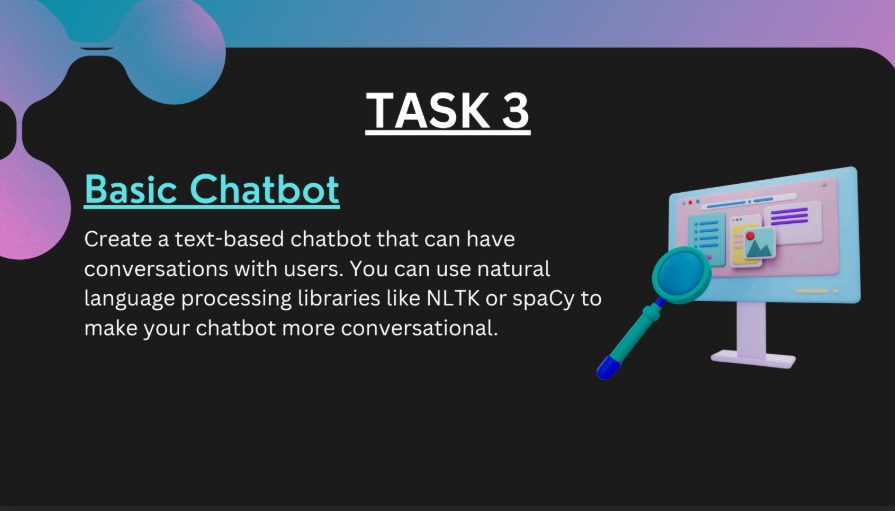 TASK 3
Basic Chatbot
Create a text-based chatbot that can have
conversations with users. You can use natural
language processing libraries like NLTK or spaCy to
make your chatbot more conversational.